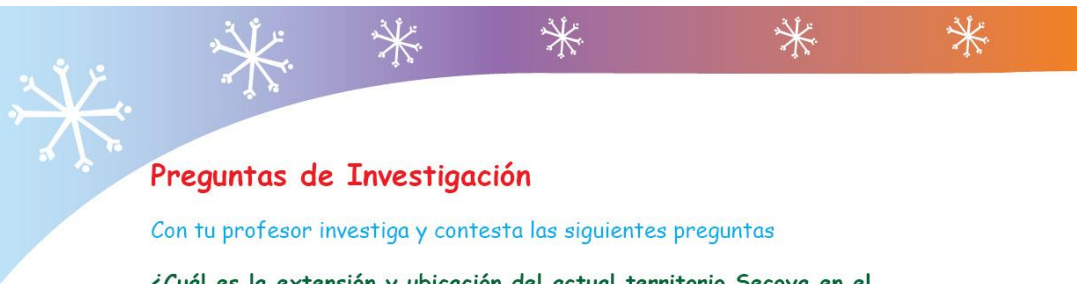 Preguntas de Investigación
Con tu profesor investiga y contesta las siguientes preguntas
¿Cuál es la extensión y ubicación del actual territorio Secoya en el